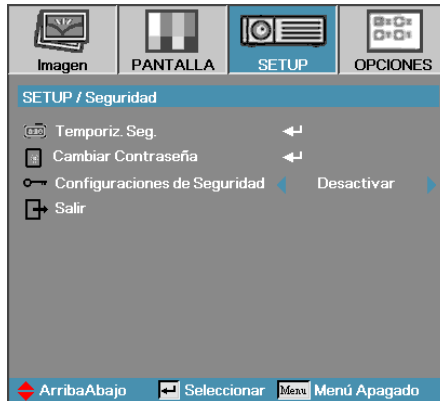 Imagen PANTALLA SETUP OPCIONES
SETUP / Seguridad
Temporiz. Seg.
Cambiar Contraseña
Configuraciones de Seguridad Desactivar
Salir
ArribaAbajo Seleccionar Menu Menú Apagado